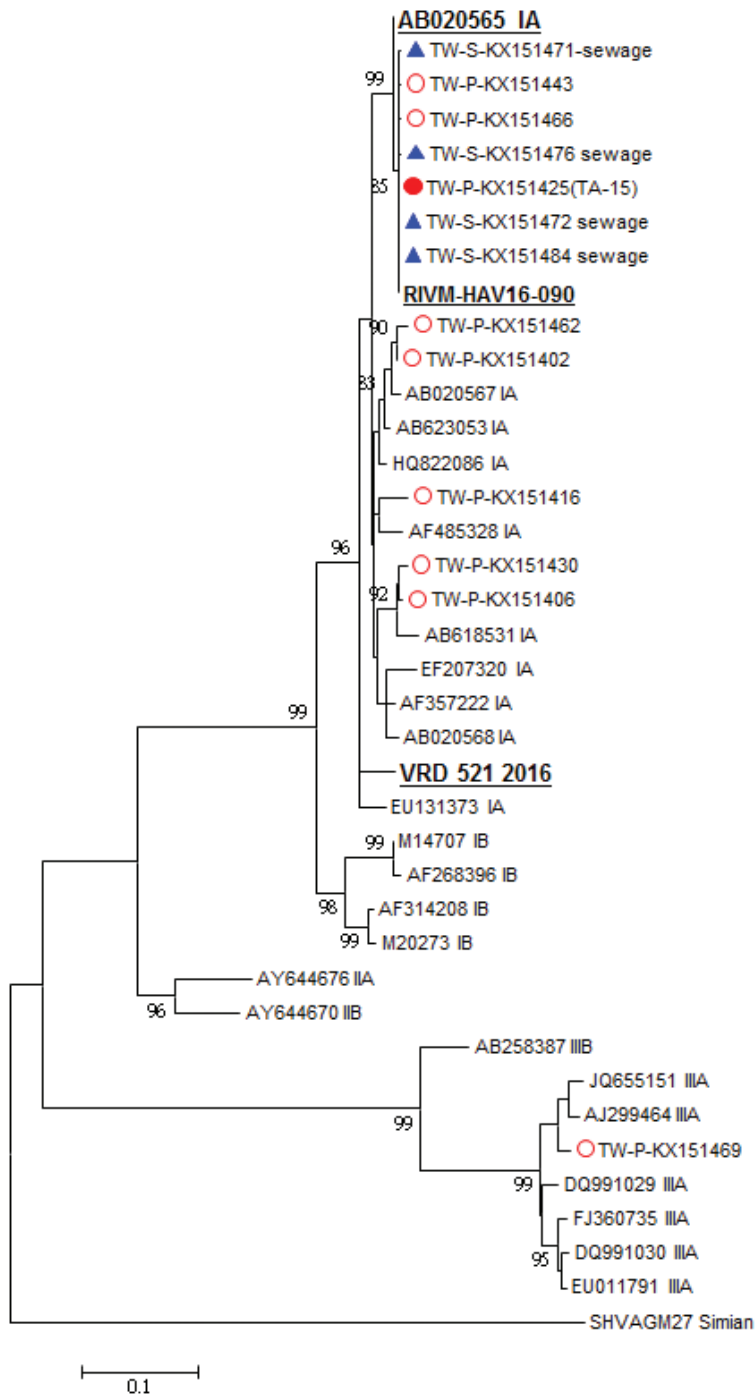 AB020565 IA
TW-S-KX151471-sewage
99
TW-P-KX151443
TW-P-KX151466
TW-S-KX151476 sewage
85
TW-P-KX151425(TA-15)
TW-S-KX151472 sewage
TW-S-KX151484 sewage
RIVM-HAV16-090
90
TW-P-KX151462
TW-P-KX151402
83
AB020567 IA
AB623053 IA
HQ822086 IA
TW-P-KX151416
AF485328 IA
96
TW-P-KX151430
92
TW-P-KX151406
AB618531 IA
EF207320 IA
AF357222 IA
99
AB020568 IA
VRD 521 2016
EU131373 IA
99
M14707 IB
AF268396 IB
98
AF314208 IB
99
M20273 IB
AY644676 IIA
96
AY644670 IIB
AB258387 IIIB
JQ655151 IIIA
AJ299464 IIIA
99
TW-P-KX151469
99
DQ991029 IIIA
FJ360735 IIIA
95
DQ991030 IIIA
EU011791 IIIA
SHVAGM27 Simian
0.1